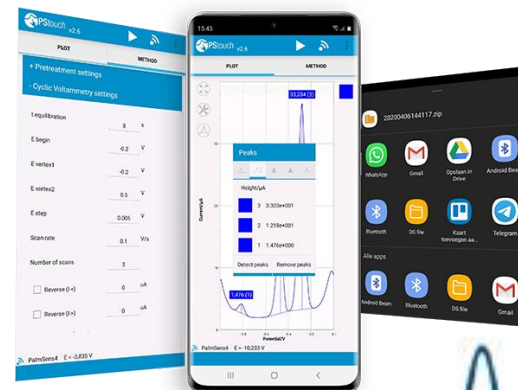 PStouch v2.6
PLOT
METHOD
+ Pretreatment settings
- Cyclic Voltammetry settings
t equilibration 8 s
E begin -0.2 V
E vertex1 -0.2 V
E vertex2 0.5 V
E step 0.005 V
Scan rate 0.1 V/s
Number of scans 3
Reverse (I<) 0 uA
Reverse (I>) 0 uA
PalmSens4 E = -3,835 V
15:45
PStouch v2.6
PLOT
METHOD
33,234 (3)
Peaks
Height/µA
3 3.323e+001
2 1.218e+001
1 1.476e+000
Detect peaks Remove peaks
1,476 (1)
Current/µA
Potential/V
PalmSens4 E = -10,233 V
20200406144117.zip
WhatsApp
Gmail
Opslaan in Drive
Android Beam
Bluetooth
DS file
Kaart toevoegen aa...
Telegram
Alle apps
Android Beam
Bluetooth
DS file
Gmail